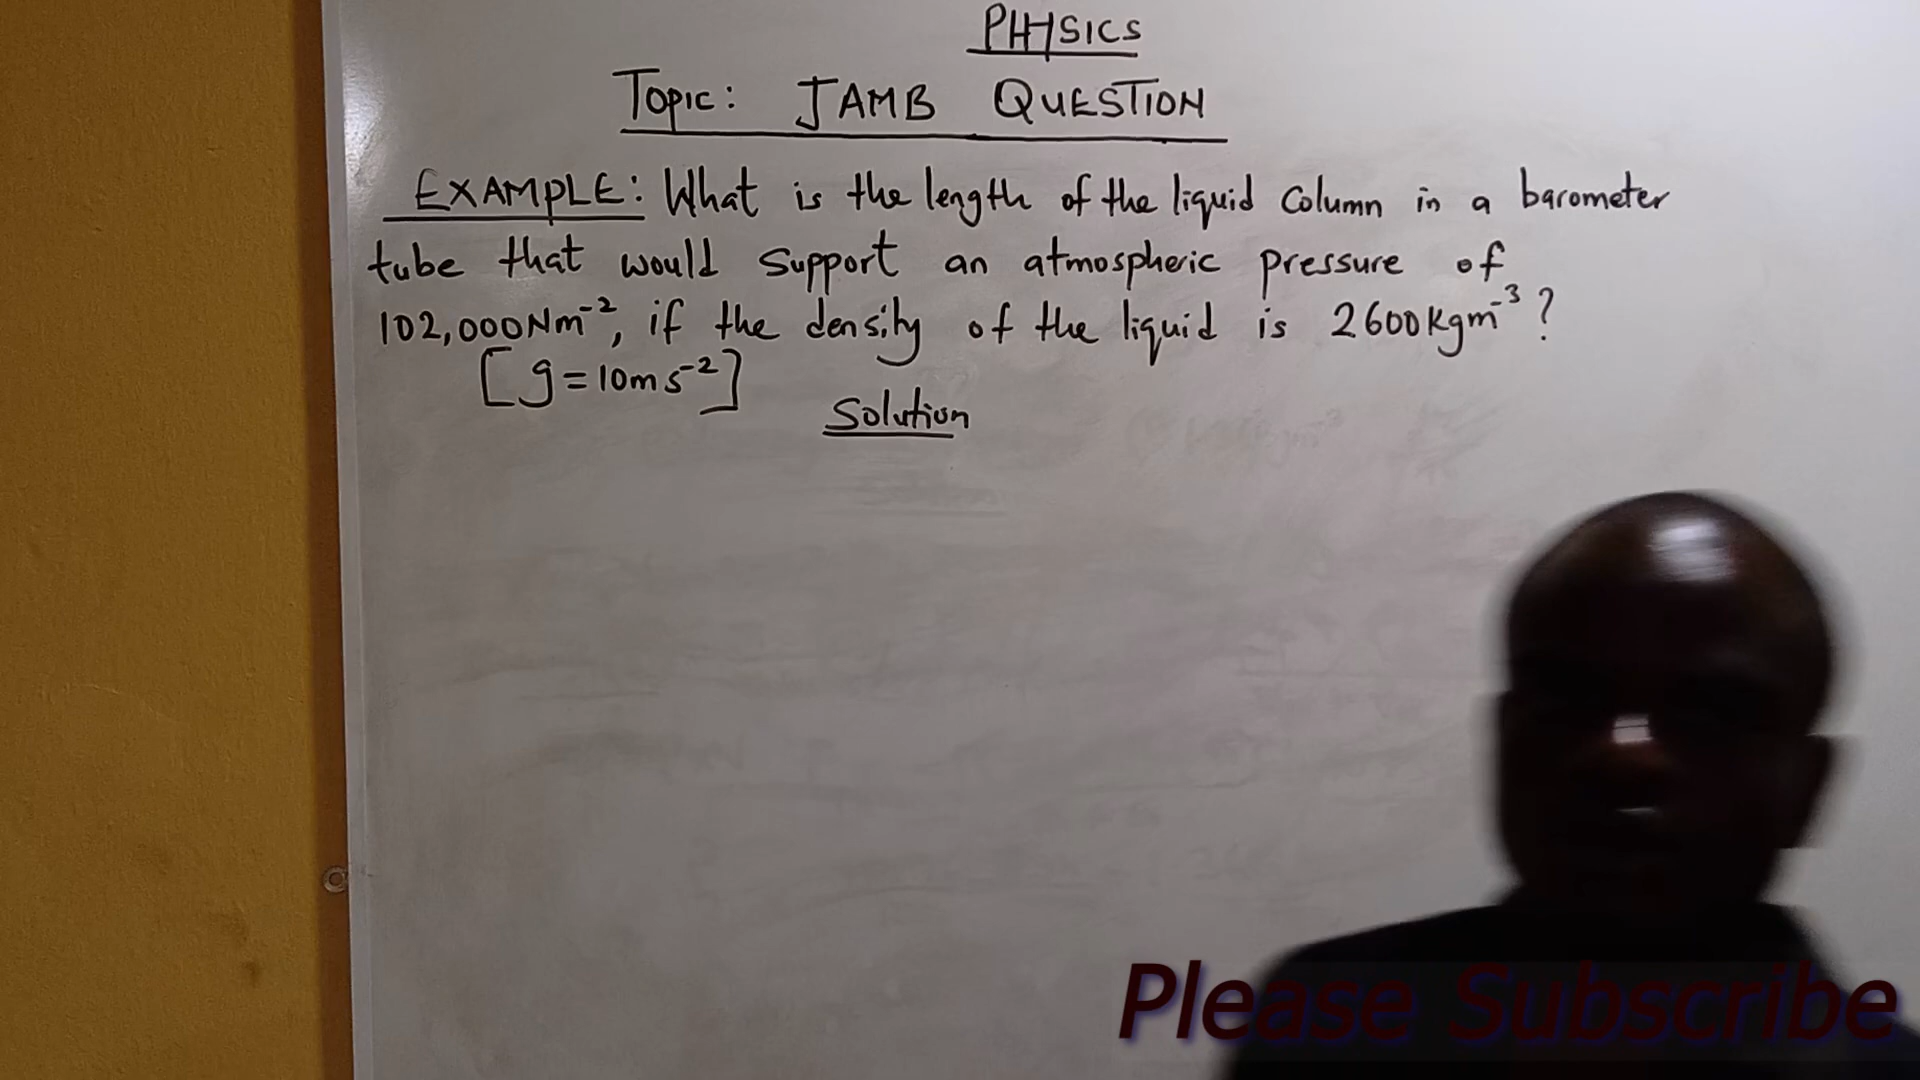 PHYSICS
Topic: JAMB QUESTION
EXAMPLE: What is the length of the liquid column in a barometer
tube that would support an atmospheric pressure of
102,000Nm⁻², if the density of the liquid is 2600kgm⁻³?
[g=10ms⁻²]
Solution
Please Subscribe